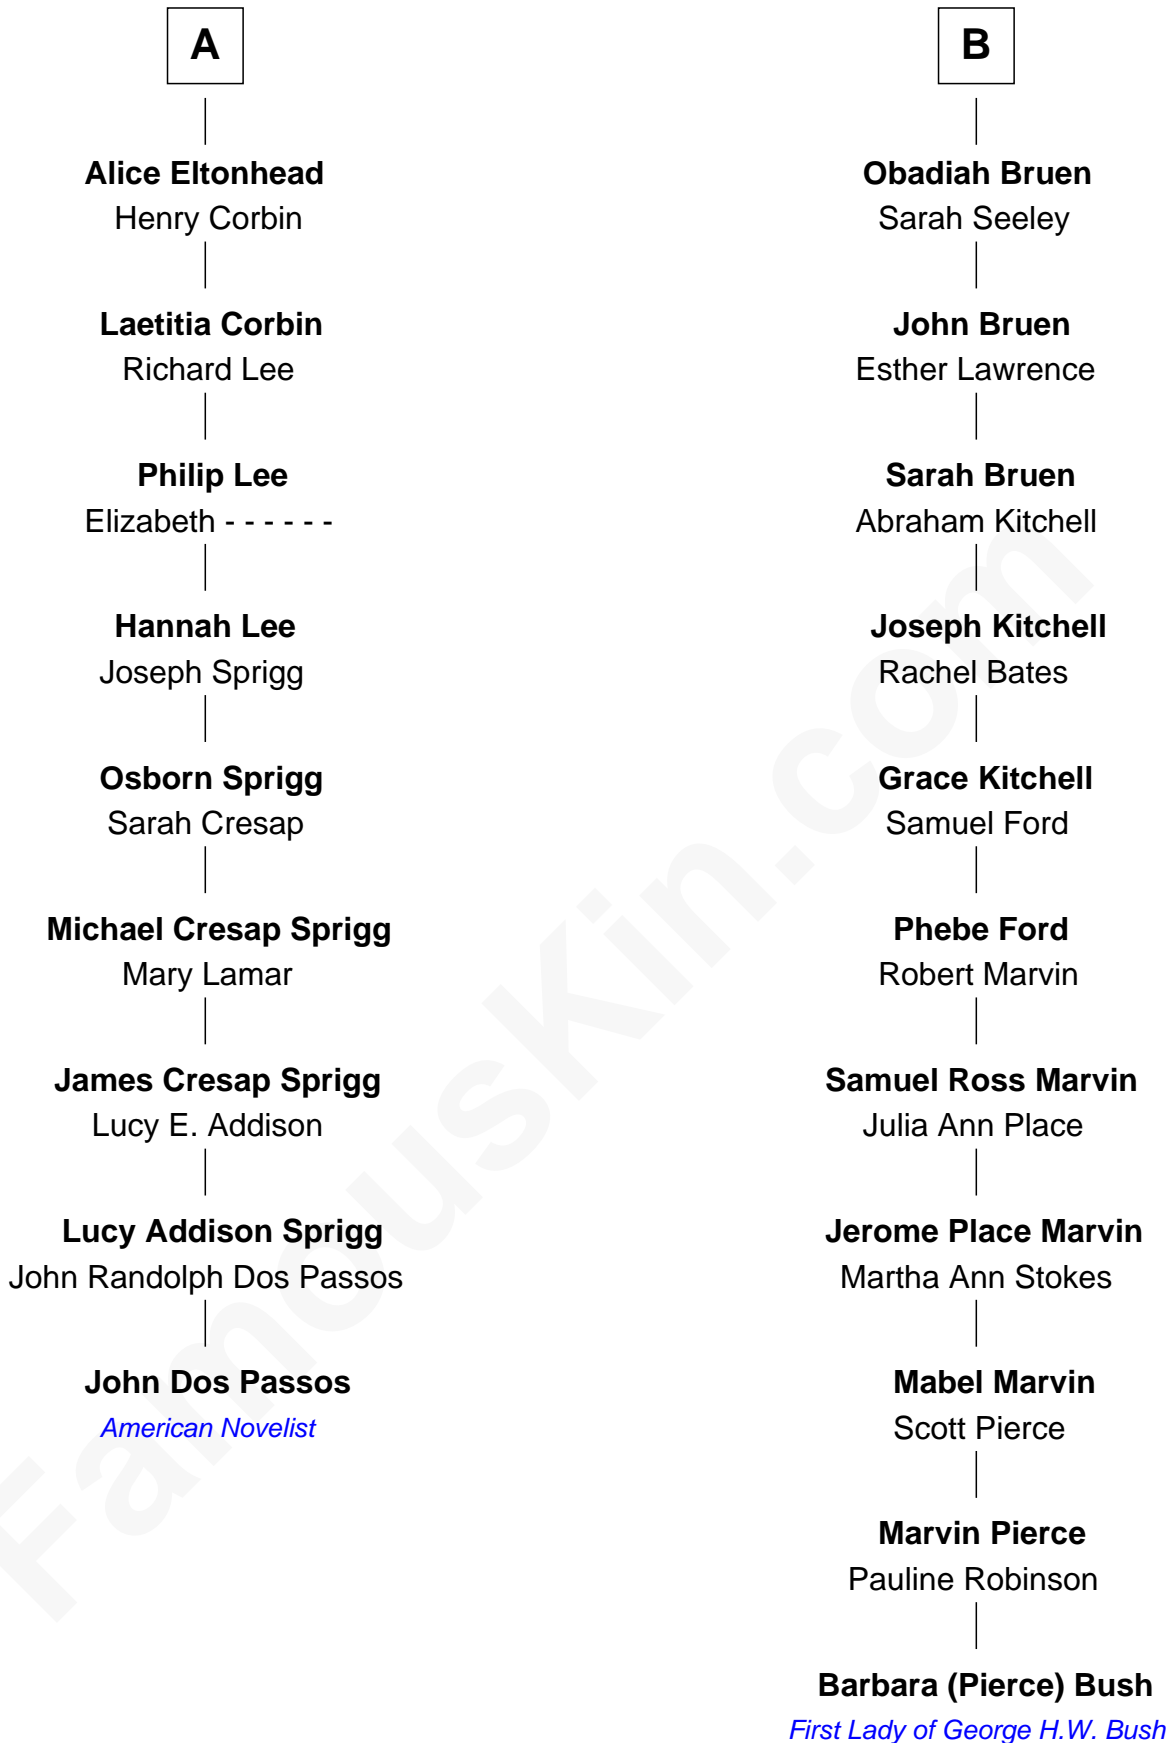 A
Alice Eltonhead
Henry Corbin
Laetitia Corbin
Richard Lee
Philip Lee
Elizabeth - - - - - -
Hannah Lee
Joseph Sprigg
Osborn Sprigg
Sarah Cresap
Michael Cresap Sprigg
Mary Lamar
James Cresap Sprigg
Lucy E. Addison
Lucy Addison Sprigg
John Randolph Dos Passos
John Dos Passos
American Novelist
B
Obadiah Bruen
Sarah Seeley
John Bruen
Esther Lawrence
Sarah Bruen
Abraham Kitchell
Joseph Kitchell
Rachel Bates
Grace Kitchell
Samuel Ford
Phebe Ford
Robert Marvin
Samuel Ross Marvin
Julia Ann Place
Jerome Place Marvin
Martha Ann Stokes
Mabel Marvin
Scott Pierce
Marvin Pierce
Pauline Robinson
Barbara (Pierce) Bush
First Lady of George H.W. Bush
FamousKin.com